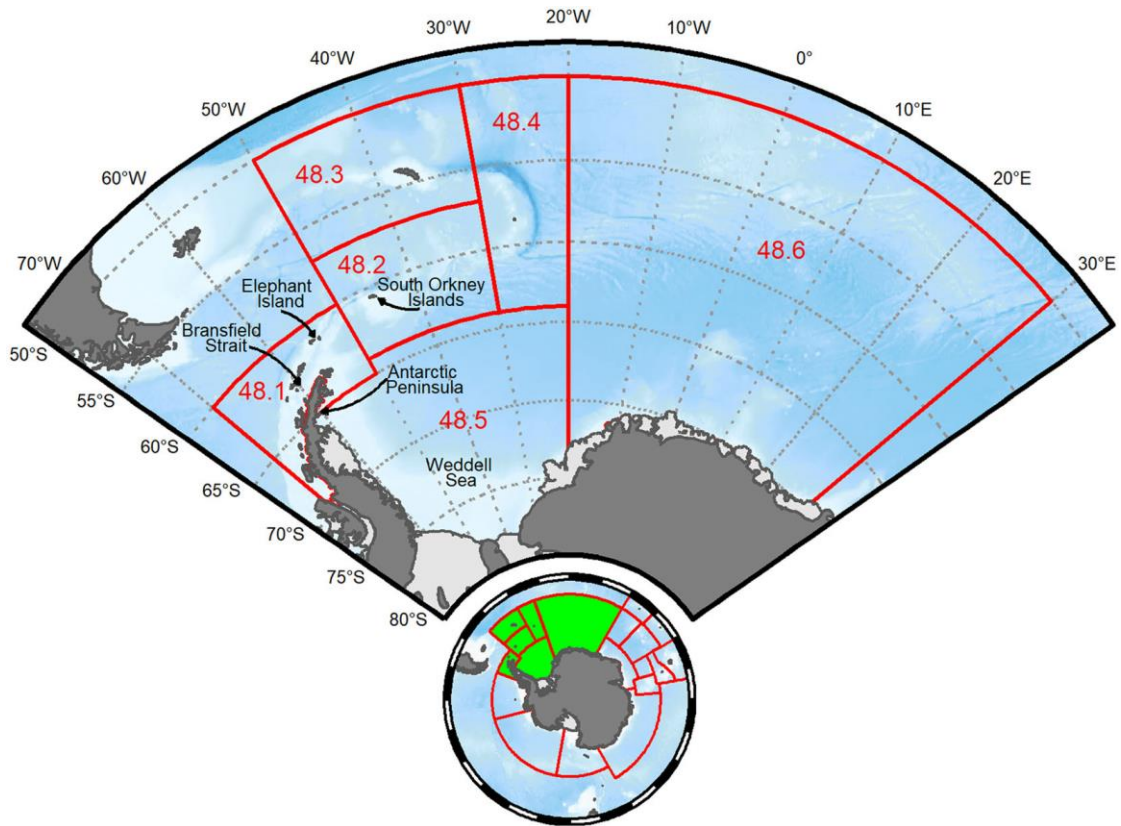 20°W
30°W
10°W
40°W
0°
50°W
10°E
60°W
20°E
70°W
30°E
48.4
48.3
48.6
48.2
Elephant
Island
South Orkney
Islands
Bransfield
Strait
50°S
Antarctic
Peninsula
48.1
55°S
48.5
60°S
Weddell
Sea
65°S
70°S
75°S
80°S